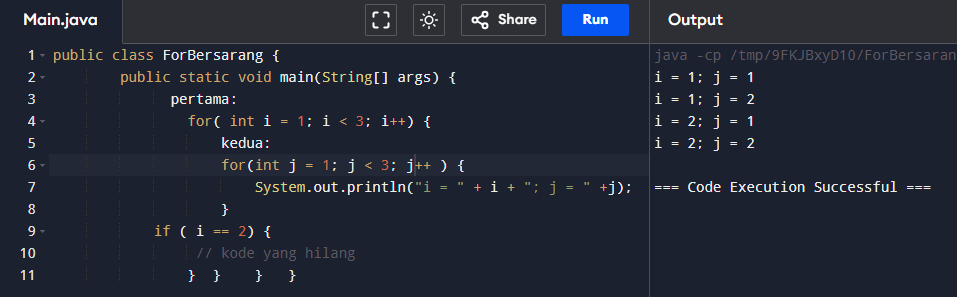 Main.java Share Run Output
1 public class ForBersarang {
2 public static void main(String[] args) {
3 pertama:
4 for( int i = 1; i < 3; i++) {
5 kedua:
6 for(int j = 1; j < 3; j++ ) {
7 System.out.println("i = " + i + "; j = " +j);
8 }
9 if ( i == 2) {
10 // kode yang hilang
11 } } } }
java -cp /tmp/9FKJBxyD10/ForBersaran
i = 1; j = 1
i = 1; j = 2
i = 2; j = 1
i = 2; j = 2
=== Code Execution Successful ===